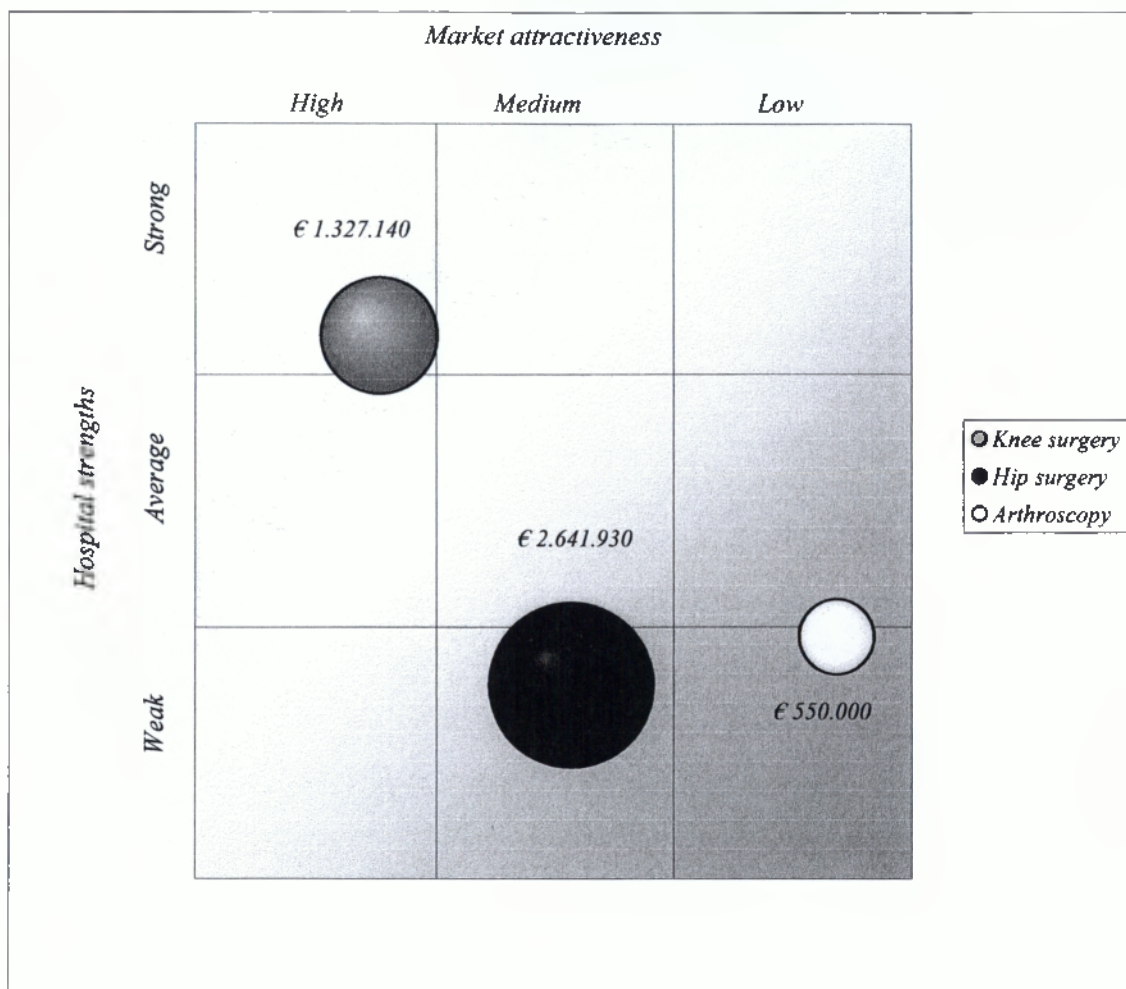 Market attractiveness
High Medium Low
Strong
€ 1.327.140
Average
Hospital strengths
Knee surgery
Hip surgery
Arthroscopy
€ 2.641.930
Weak
€ 550.000